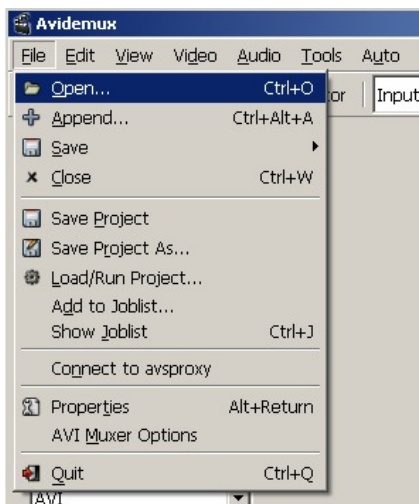 Avidemux
File Edit View Video Audio Tools Auto
Open... Ctrl+O
Input
Append... Ctrl+Alt+A
Save
Close Ctrl+W
Save Project
Save Project As...
Load/Run Project...
Add to Joblist...
Show Joblist Ctrl+J
Connect to avsproxy
Properties Alt+Return
AVI Muxer Options
Quit Ctrl+Q
AVI